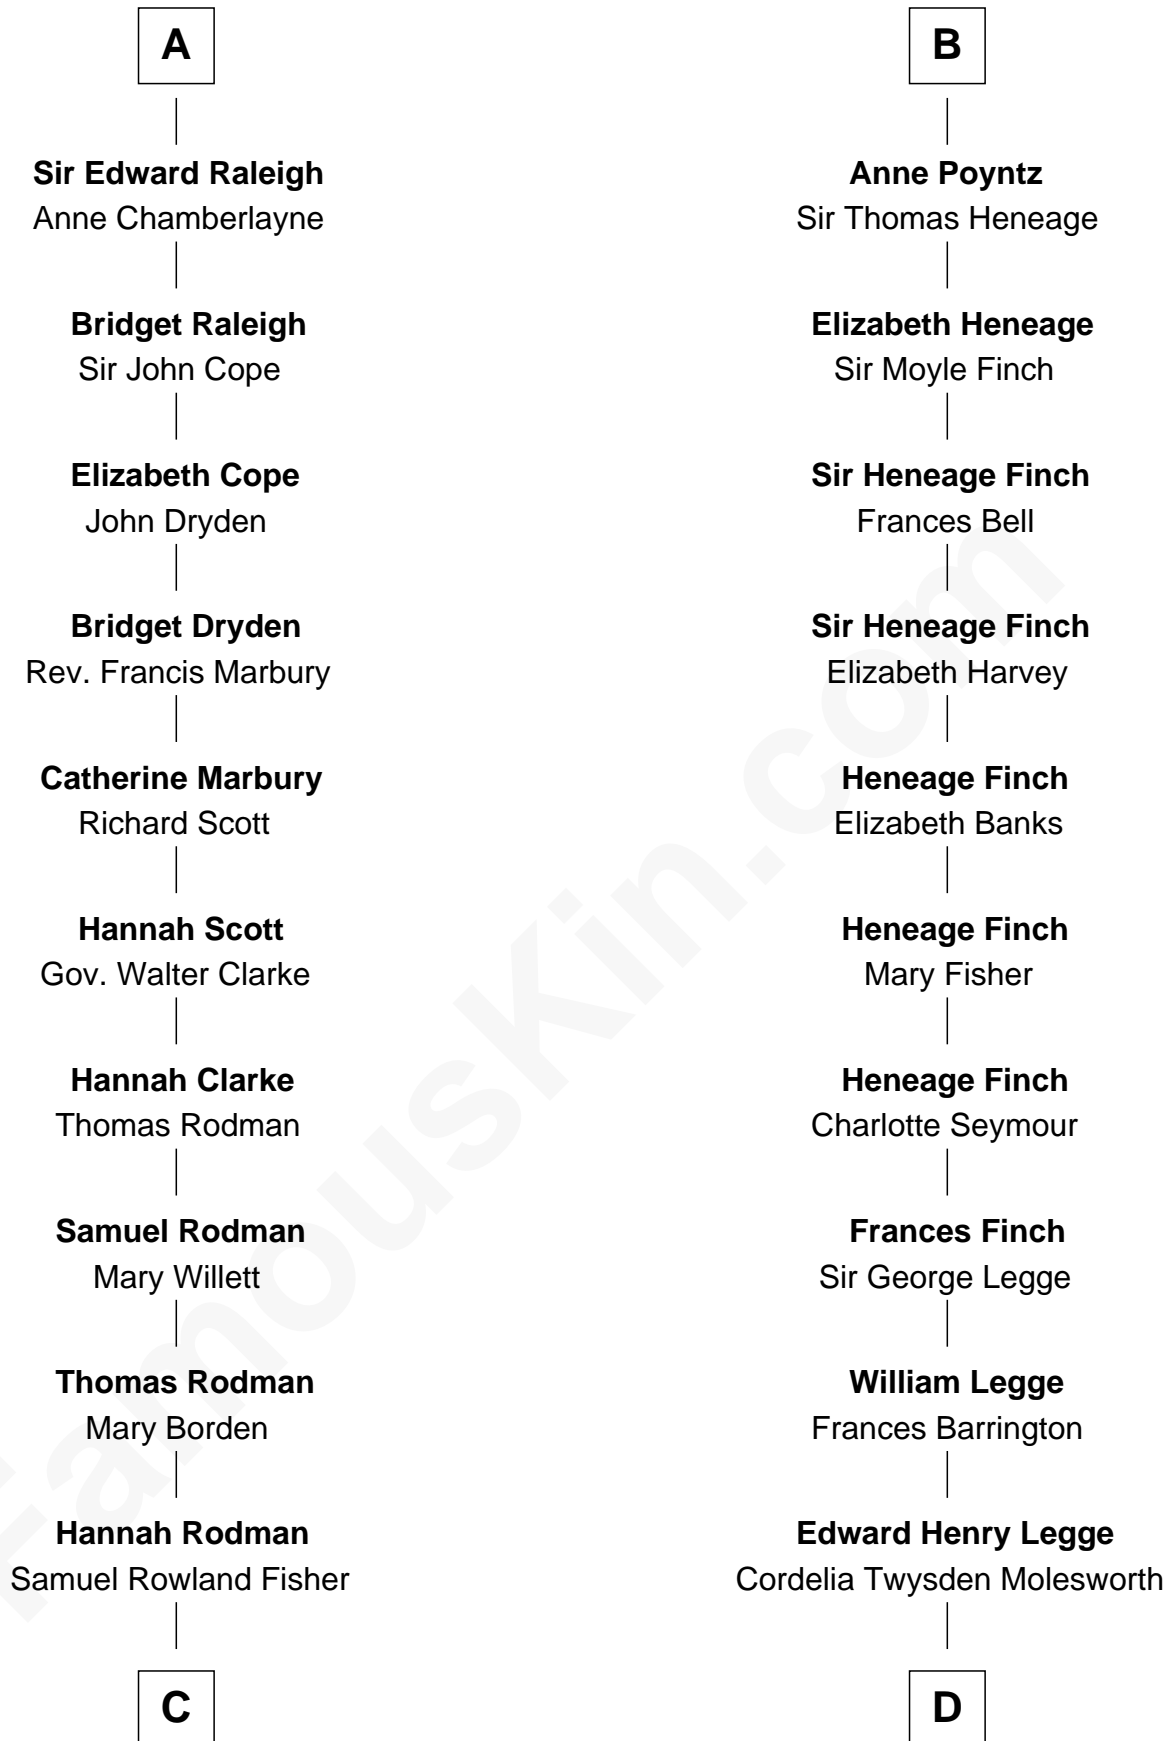 A
Sir Edward Raleigh
Anne Chamberlayne
Bridget Raleigh
Sir John Cope
Elizabeth Cope
John Dryden
Bridget Dryden
Rev. Francis Marbury
Catherine Marbury
Richard Scott
Hannah Scott
Gov. Walter Clarke
Hannah Clarke
Thomas Rodman
Samuel Rodman
Mary Willett
Thomas Rodman
Mary Borden
Hannah Rodman
Samuel Rowland Fisher
C
B
Anne Poyntz
Sir Thomas Heneage
Elizabeth Heneage
Sir Moyle Finch
Sir Heneage Finch
Frances Bell
Sir Heneage Finch
Elizabeth Harvey
Heneage Finch
Elizabeth Banks
Heneage Finch
Mary Fisher
Heneage Finch
Charlotte Seymour
Frances Finch
Sir George Legge
William Legge
Frances Barrington
Edward Henry Legge
Cordelia Twysden Molesworth
D
FamousKin.com